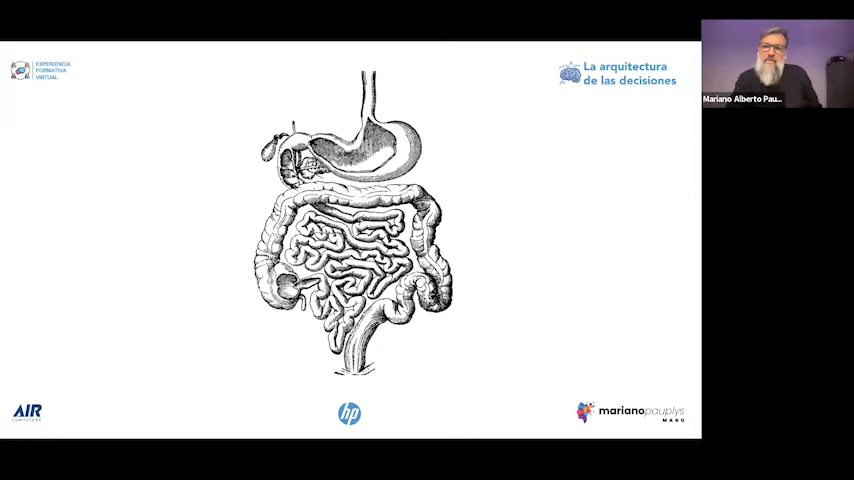 EXPERIENCIA
FORMATIVA
VIRTUAL
La arquitectura
de las decisiones
Mariano Alberto Pau...
AIR
COMPUTERS
hp
marianopauplys
MAGO